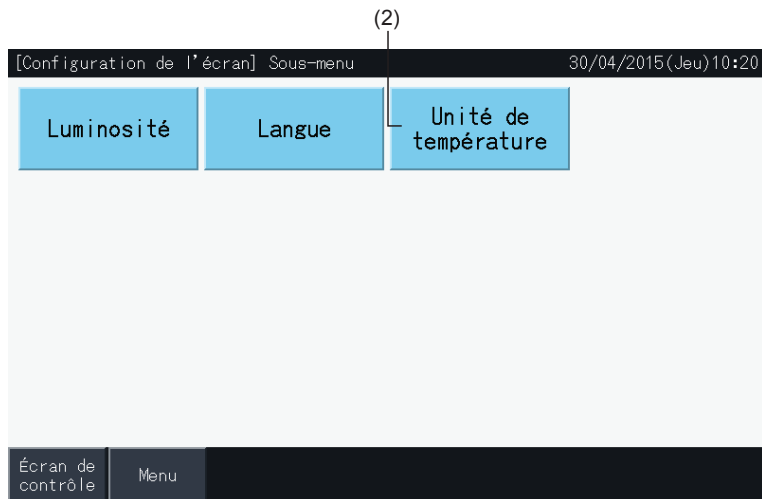 (2)
[Configuration de l'écran] Sous-menu 30/04/2015(Jeu)10:20
Luminosité
Langue
Unité de
température
Écran de
contrôle
Menu